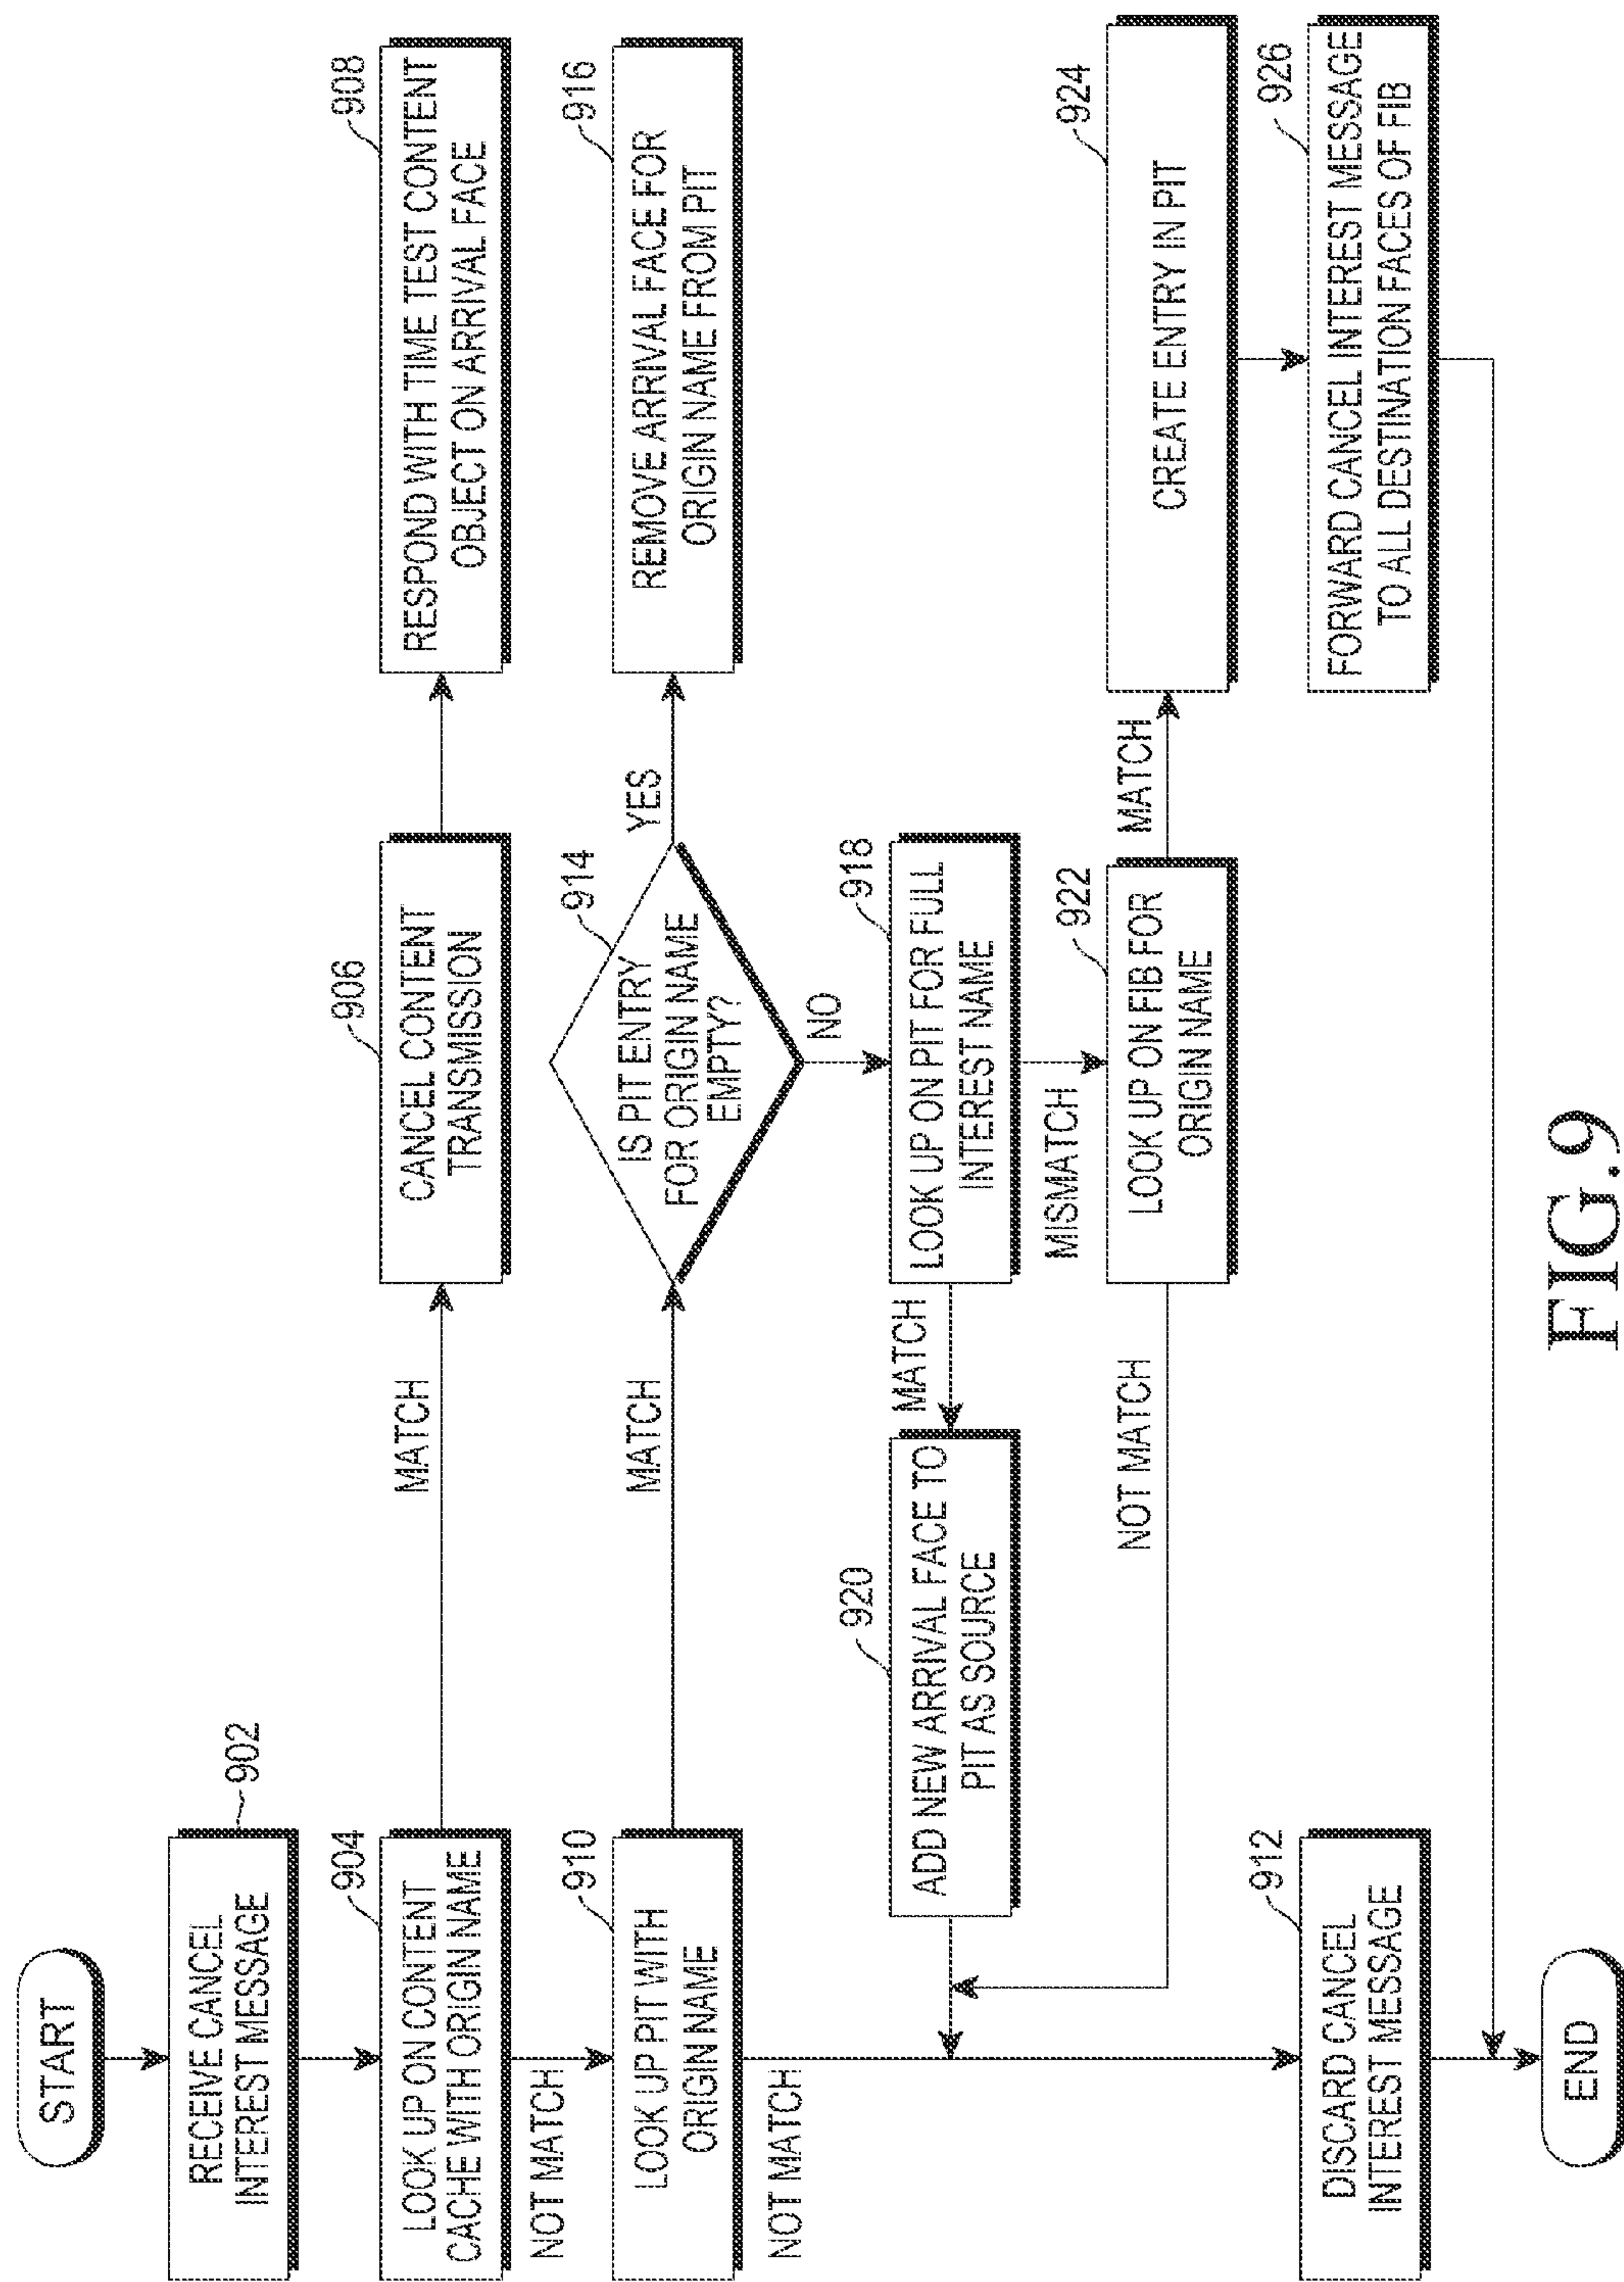 START
RECEIVE CANCEL
INTEREST MESSAGE
902
LOOK UP ON CONTENT
CACHE WITH ORIGIN NAME
904
MATCH
CANCEL CONTENT
TRANSMISSION
906
RESPOND WITH TIME TEST CONTENT
OBJECT ON ARRIVAL FACE
908
NOT MATCH
LOOK UP PIT WITH
ORIGIN NAME
910
MATCH
IS PIT ENTRY
FOR ORIGIN NAME
EMPTY?
914
YES
REMOVE ARRIVAL FACE FOR
ORIGIN NAME FROM PIT
916
NOT MATCH
NO
LOOK UP ON PIT FOR FULL
INTEREST NAME
918
MATCH
ADD NEW ARRIVAL FACE TO
PIT AS SOURCE
920
MISMATCH
LOOK UP ON FIB FOR
ORIGIN NAME
922
NOT MATCH
MATCH
CREATE ENTRY IN PIT
924
FORWARD CANCEL INTEREST MESSAGE
TO ALL DESTINATION FACES OF FIB
926
DISCARD CANCEL
INTEREST MESSAGE
912
END
FIG.9